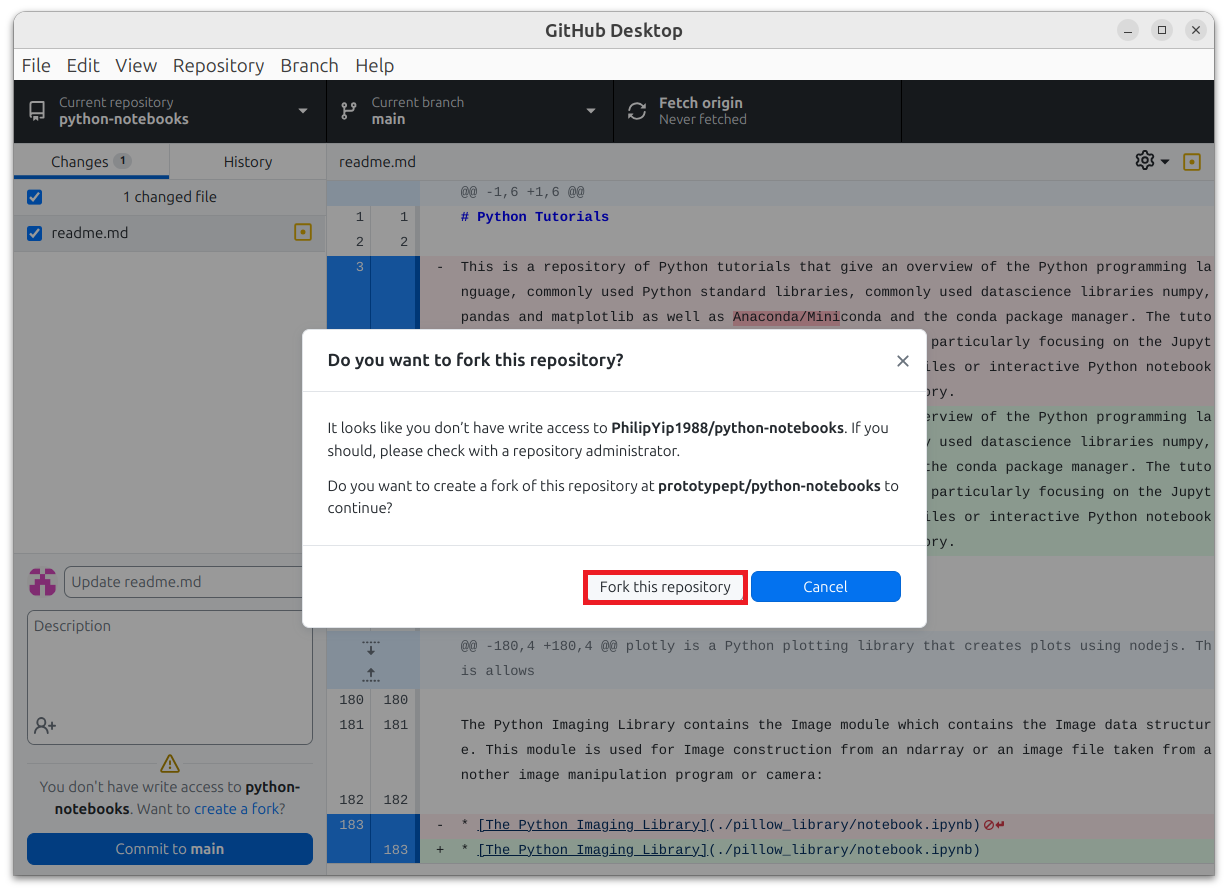 GitHub Desktop
File Edit View Repository Branch Help
Current repository
python-notebooks
Current branch
main
Fetch origin
Never fetched
Changes 1
History
1 changed file
readme.md
readme.md
@@ -1,6 +1,6 @@
1 1 # Python Tutorials
2 2
3 - This is a repository of Python tutorials that give an overview of the Python programming la
nguage, commonly used Python standard libraries, commonly used datascience libraries numpy,
pandas and matplotlib as well as Anaconda/Miniconda and the conda package manager. The tuto
particularly focusing on the Jupyt
iles or interactive Python notebook
ory.
erview of the Python programming la
y used datascience libraries numpy,
the conda package manager. The tuto
particularly focusing on the Jupyt
iles or interactive Python notebook
ory.
Do you want to fork this repository?
It looks like you don’t have write access to PhilipYip1988/python-notebooks. If you
should, please check with a repository administrator.
Do you want to create a fork of this repository at prototypept/python-notebooks to
continue?
Fork this repository
Cancel
@@ -180,4 +180,4 @@ plotly is a Python plotting library that creates plots using nodejs. Th
is allows
180 180
181 181 The Python Imaging Library contains the Image module which contains the Image data structur
e. This module is used for Image construction from an ndarray or an image file taken from a
nother image manipulation program or camera:
182 182
183 - * [The Python Imaging Library](./pillow_library/notebook.ipynb)
183 + * [The Python Imaging Library](./pillow_library/notebook.ipynb)
Update readme.md
Description
You don’t have write access to python-
notebooks. Want to create a fork?
Commit to main